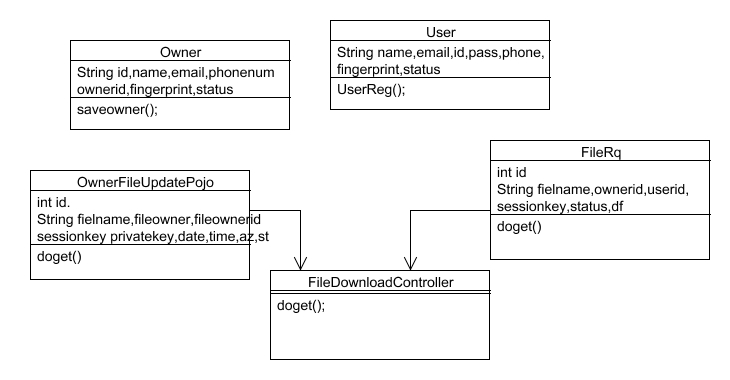 Owner
String id,name,email,phonenum
ownerid,fingerprint,status
saveowner();
User
String name,email,id,pass,phone,
fingerprint,status
UserReg();
OwnerFileUpdatePojo
int id.
String fielname,fileowner,fileownerid
sessionkey privatekey,date,time,az,st
doget()
FileRq
int id
String fielname,ownerid,userid,
sessionkey,status,df
doget()
FileDownloadController
doget();